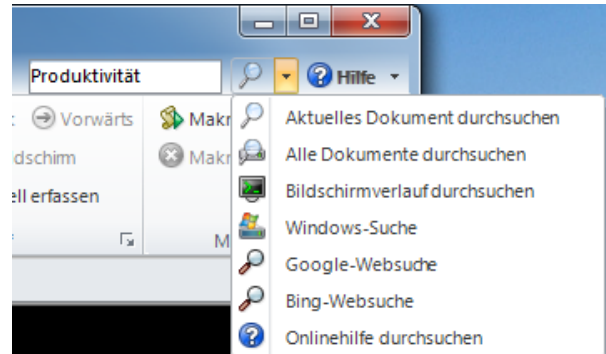 Produktivität
Hilfe
Vorwärts
Makr
Aktuelles Dokument durchsuchen
dschirm
Makr
Alle Dokumente durchsuchen
ell erfassen
Bildschirmverlauf durchsuchen
M
Windows-Suche
Google-Websuche
Bing-Websuche
Onlinehilfe durchsuchen